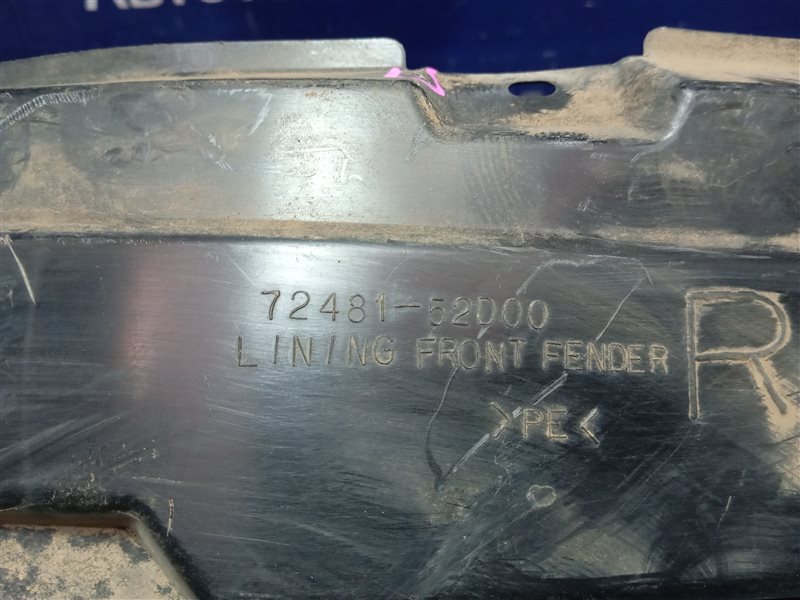 72481-52D00
LINING FRONT FENDER
R
>PE<